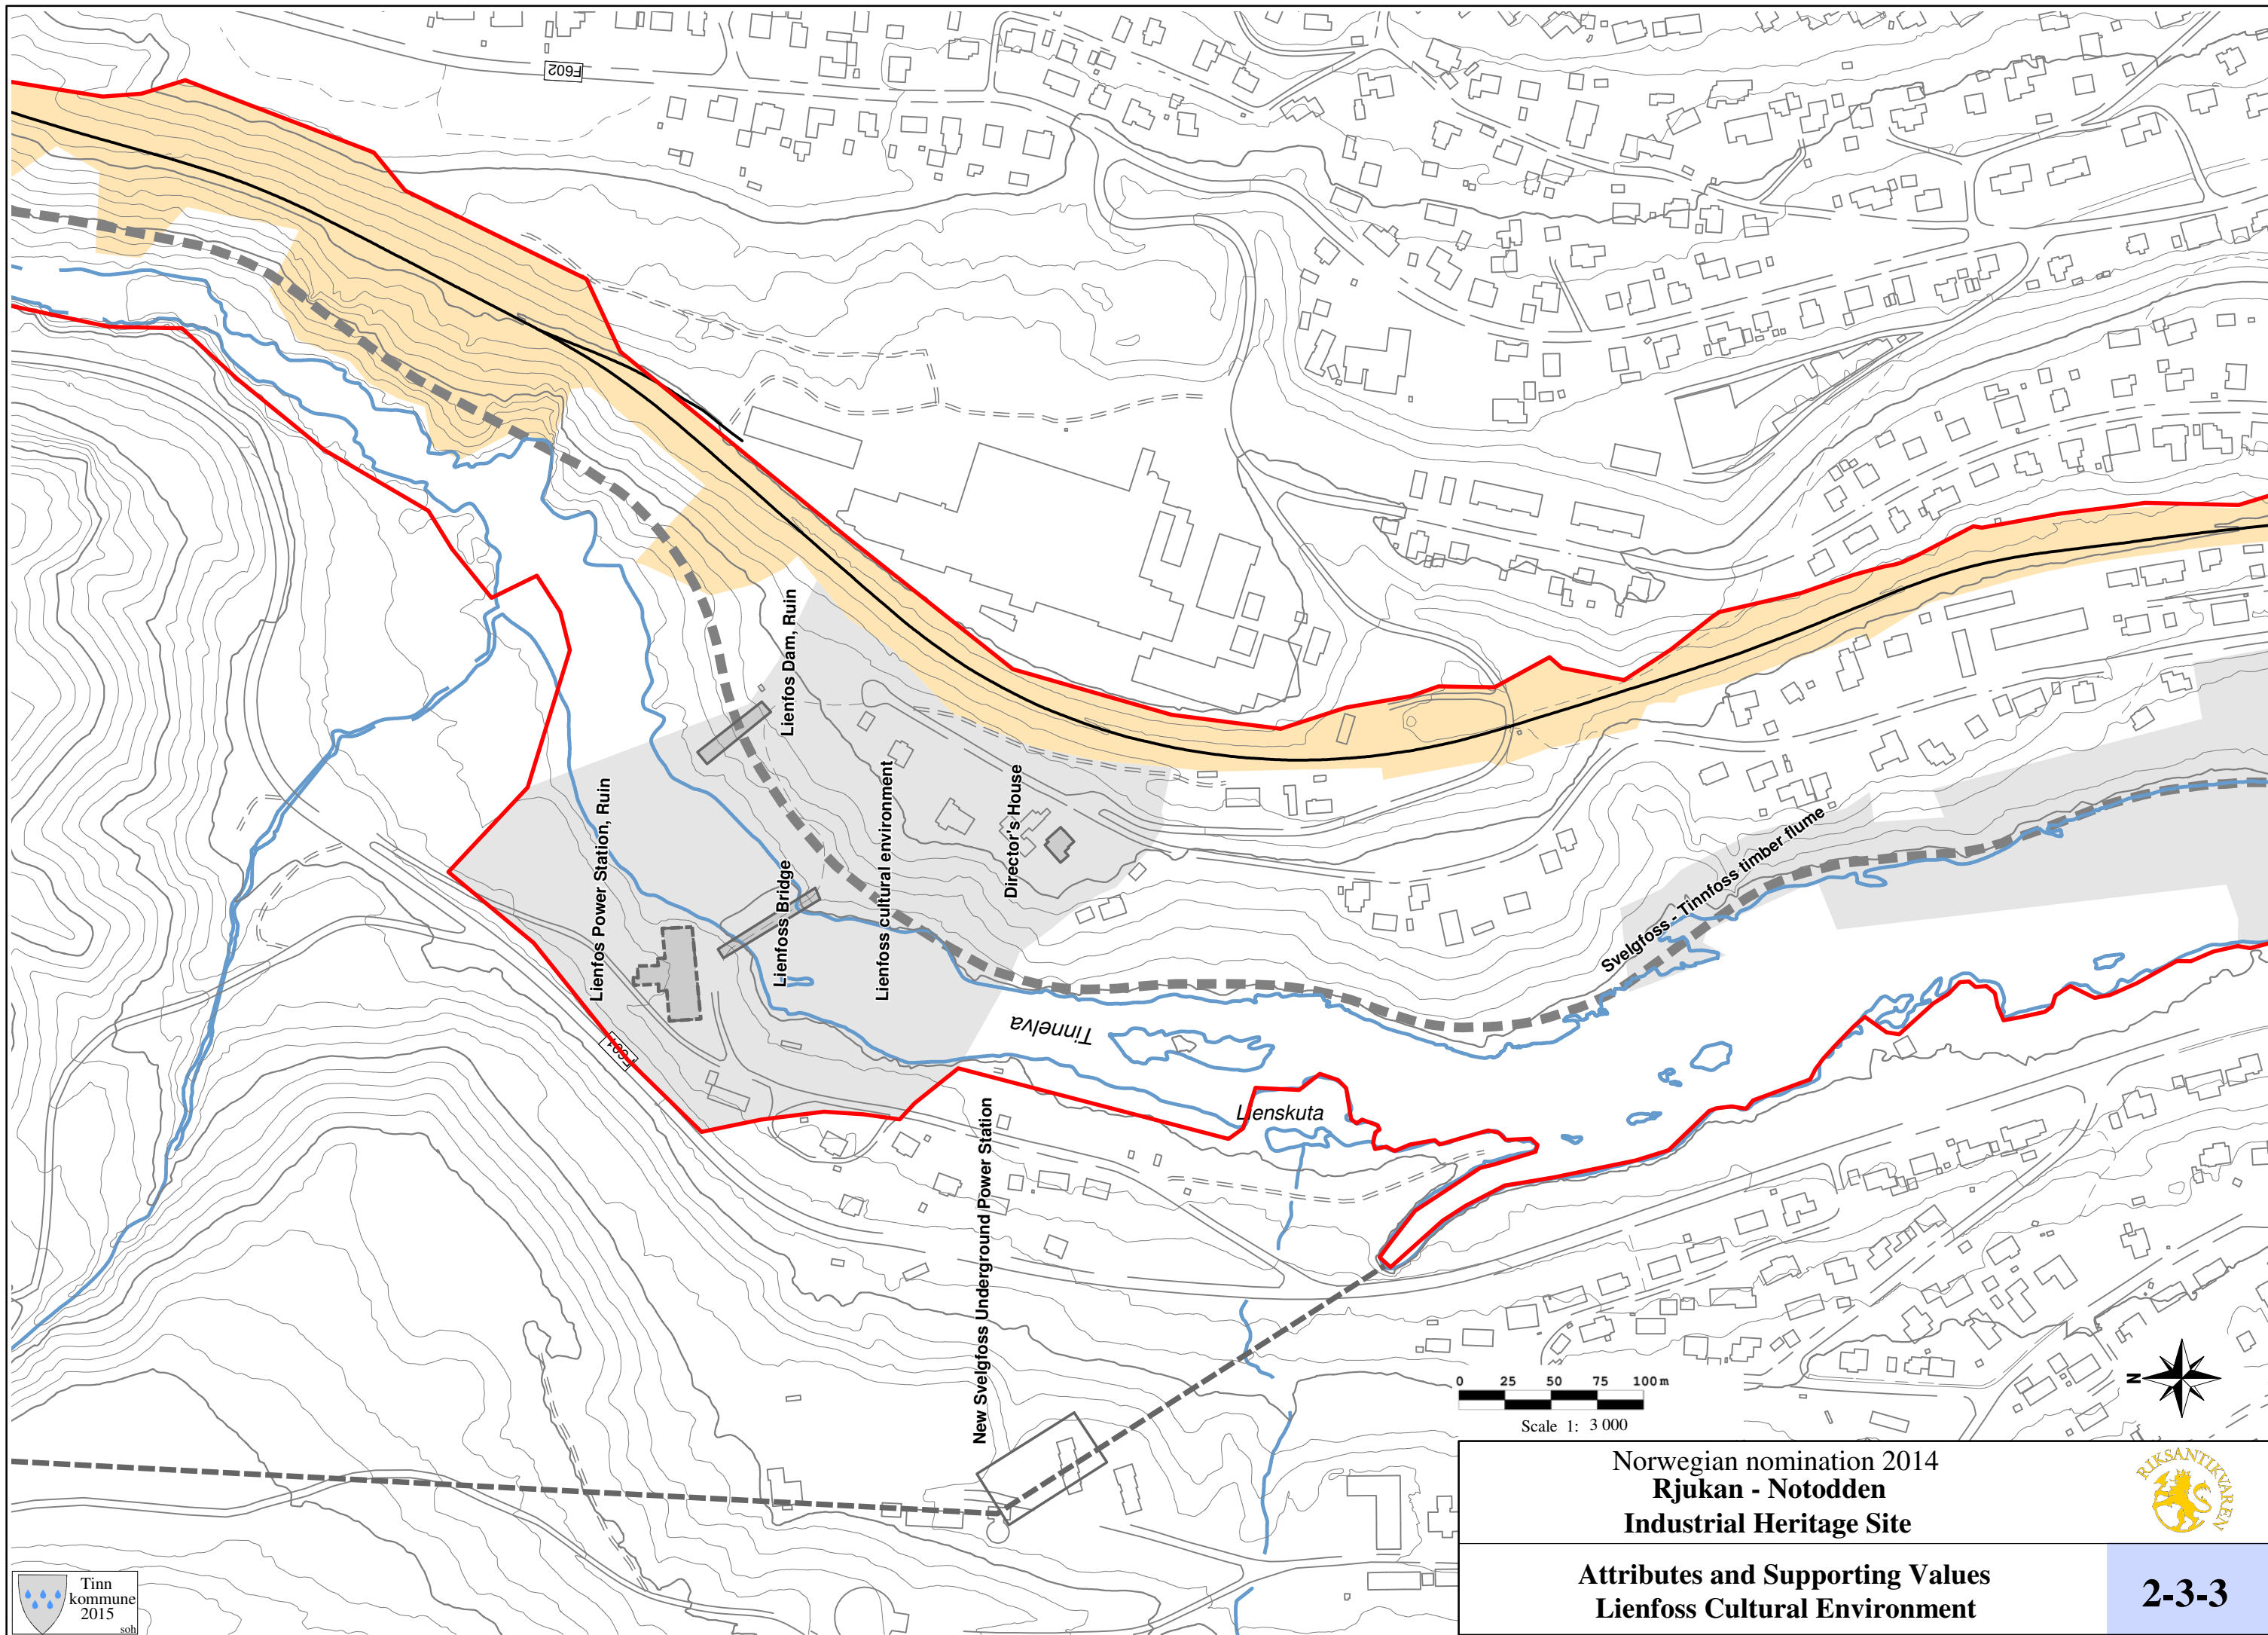 F602
Lienfos Dam, Ruin
Lienfos Power Station, Ruin
Lienfoss Bridge
Lienfoss cultural environment
Director's House
Svelgfoss - Tinnfoss timber flume
Tinnelva
Lienskuta
New Svelgfoss Underground Power Station
N
0 25 50 75 100 m
Scale 1: 3 000
Norwegian nomination 2014
Rjukan - Notodden
Industrial Heritage Site
RIKSANTIKVAREN
Attributes and Supporting Values
Lienfoss Cultural Environment
2-3-3
Tinn
kommune
2015
soh